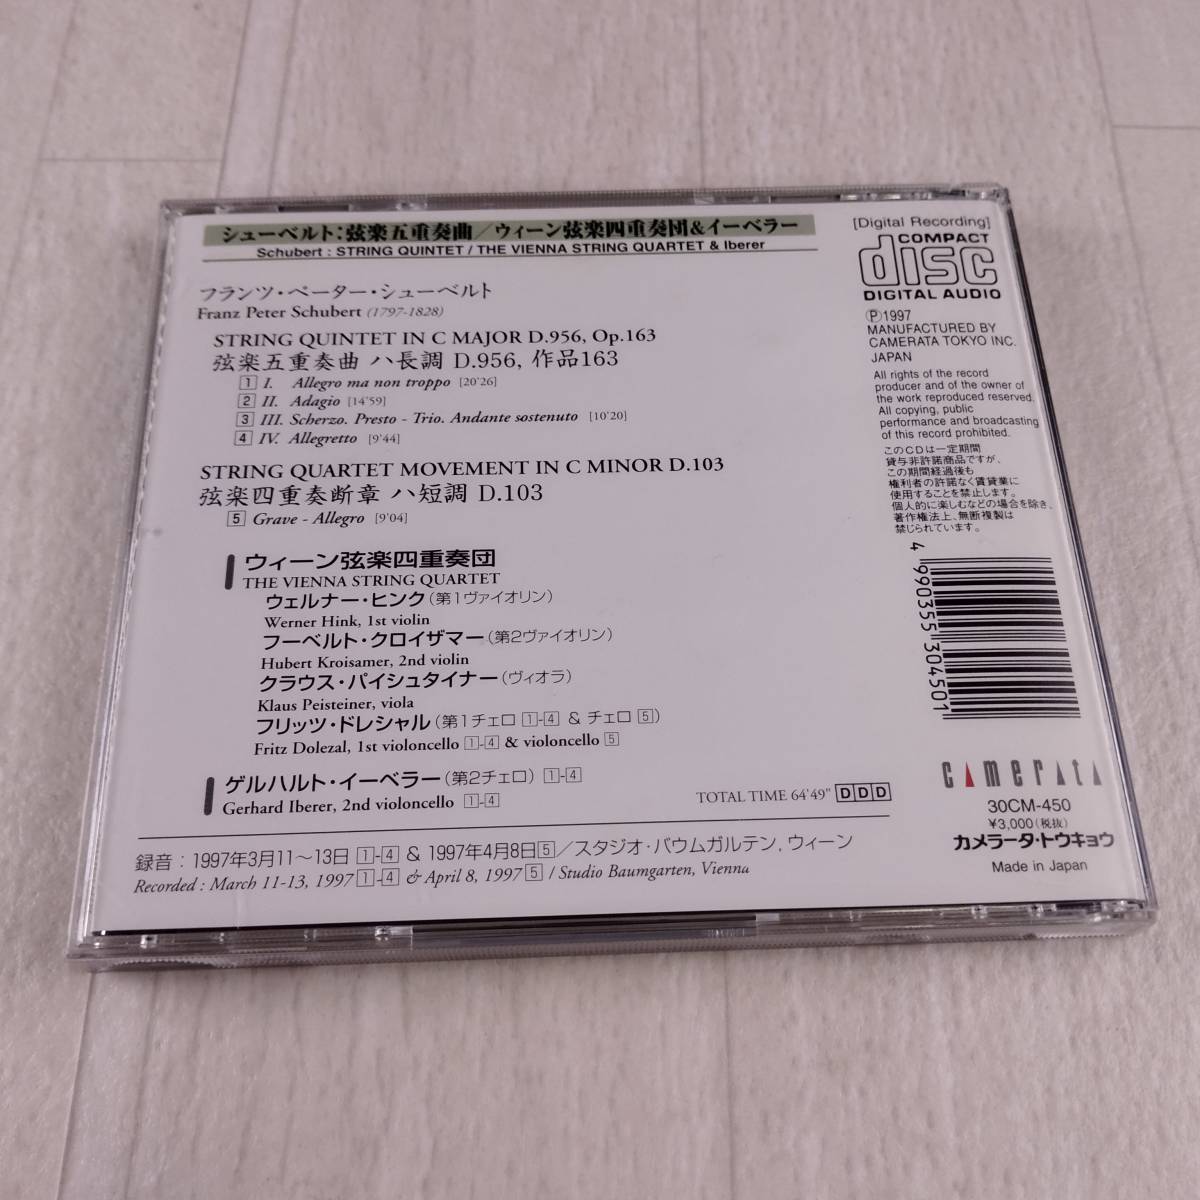 シューベルト：弦楽五重奏曲／ウィーン弦楽四重奏団&イーベラー
Schubert : STRING QUINTET / THE VIENNA STRING QUARTET & Iberer
フランツ・ペーター・シューベルト
Franz Peter Schubert (1797-1828)
STRING QUINTET IN C MAJOR D.956, Op.163
弦楽五重奏曲 ハ長調 D.956, 作品163
1 I. Allegro ma non troppo [20'26]
2 II. Adagio [14'59]
3 III. Scherzo. Presto - Trio. Andante sostenuto [10'20]
4 IV. Allegretto [9'44]
STRING QUARTET MOVEMENT IN C MINOR D.103
弦楽四重奏断章 ハ短調 D.103
5 Grave - Allegro [9'04]
ウィーン弦楽四重奏団
THE VIENNA STRING QUARTET
ウェルナー・ヒンク（第1ヴァイオリン）
Werner Hink, 1st violin
フーベルト・クロイザマー（第2ヴァイオリン）
Hubert Kroisamer, 2nd violin
クラウス・パイシュタイナー（ヴィオラ）
Klaus Peisteiner, viola
フリッツ・ドレシャル（第1チェロ 1-4 & チェロ 5）
Fritz Dolezal, 1st violoncello 1-4 & violoncello 5
ゲルハルト・イーベラー（第2チェロ）1-4
Gerhard Iberer, 2nd violoncello 1-4
TOTAL TIME 64'49" DDD
録音：1997年3月11〜13日 1-4 & 1997年4月8日5／スタジオ・バウムガルテン, ウィーン
Recorded : March 11-13, 1997 1-4 & April 8, 1997 5 / Studio Baumgarten, Vienna
[Digital Recording]
COMPACT
disc
DIGITAL AUDIO
Ⓟ1997
MANUFACTURED BY
CAMERATA TOKYO INC.
JAPAN
All rights of the record
producer and of the owner of
the work reproduced reserved.
All copying, public
performance and broadcasting
of this record prohibited.
このCDは一定期間
貸与非許諾商品ですが、
この期間経過後も
権利者の許諾なく賃貸業に
使用することを禁止します。
個人的に楽しむなどの場合を除き、
著作権法上、無断複製は
禁じられています。
4 990355 304501
camerata
30CM-450
¥3,000（税抜）
カメラータ・トウキョウ
Made in Japan